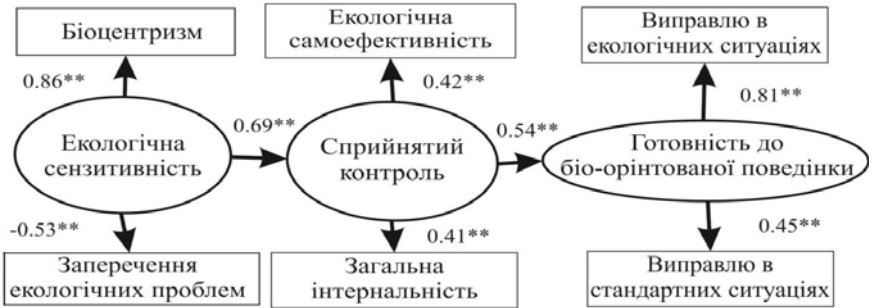 Біоцентризм
Екологічна
самоефективність
Виправлю в
екологічних ситуаціях
0.86**
0.42**
0.81**
Екологічна
сензитивність
0.69**
Сприйнятий
контроль
0.54**
Готовність до
біо-орінтованої поведінки
-0.53**
0.41**
0.45**
Заперечення
екологічних проблем
Загальна
інтернальність
Виправлю в
стандартних ситуаціях